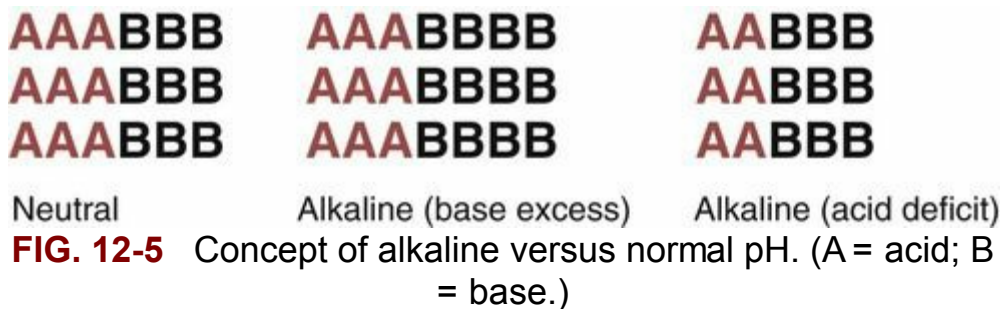 AAABBB AAABBBB AABBB
AAABBB AAABBBB AABBB
AAABBB AAABBBB AABBB
Neutral Alkaline (base excess) Alkaline (acid deficit)
FIG. 12-5 Concept of alkaline versus normal pH. (A = acid; B
= base.)